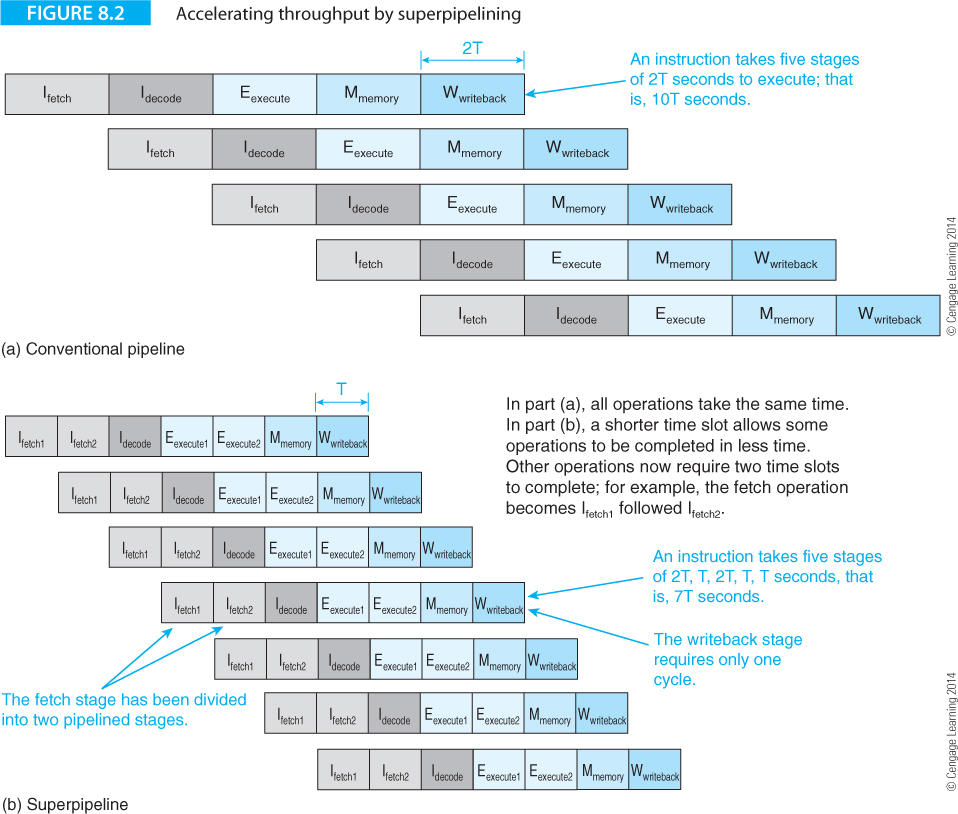 FIGURE 8.2 Accelerating throughput by superpipelining
2T
An instruction takes five stages
of 2T seconds to execute; that
is, 10T seconds.
Ifetch Idecode Eexecute Mmemory Wwriteback
Ifetch Idecode Eexecute Mmemory Wwriteback
Ifetch Idecode Eexecute Mmemory Wwriteback
Ifetch Idecode Eexecute Mmemory Wwriteback
Ifetch Idecode Eexecute Mmemory Wwriteback
© Cengage Learning 2014
(a) Conventional pipeline
T
In part (a), all operations take the same time.
In part (b), a shorter time slot allows some
operations to be completed in less time.
Other operations now require two time slots
to complete; for example, the fetch operation
becomes Ifetch1 followed Ifetch2.
Ifetch1 Ifetch2 Idecode Eexecute1 Eexecute2 Mmemory Wwriteback
Ifetch1 Ifetch2 Idecode Eexecute1 Eexecute2 Mmemory Wwriteback
Ifetch1 Ifetch2 Idecode Eexecute1 Eexecute2 Mmemory Wwriteback
Ifetch1 Ifetch2 Idecode Eexecute1 Eexecute2 Mmemory Wwriteback
An instruction takes five stages
of 2T, T, 2T, T, T seconds, that
is, 7T seconds.
The writeback stage
requires only one
cycle.
Ifetch1 Ifetch2 Idecode Eexecute1 Eexecute2 Mmemory Wwriteback
The fetch stage has been divided
into two pipelined stages.
Ifetch1 Ifetch2 Idecode Eexecute1 Eexecute2 Mmemory Wwriteback
Ifetch1 Ifetch2 Idecode Eexecute1 Eexecute2 Mmemory Wwriteback
© Cengage Learning 2014
(b) Superpipeline